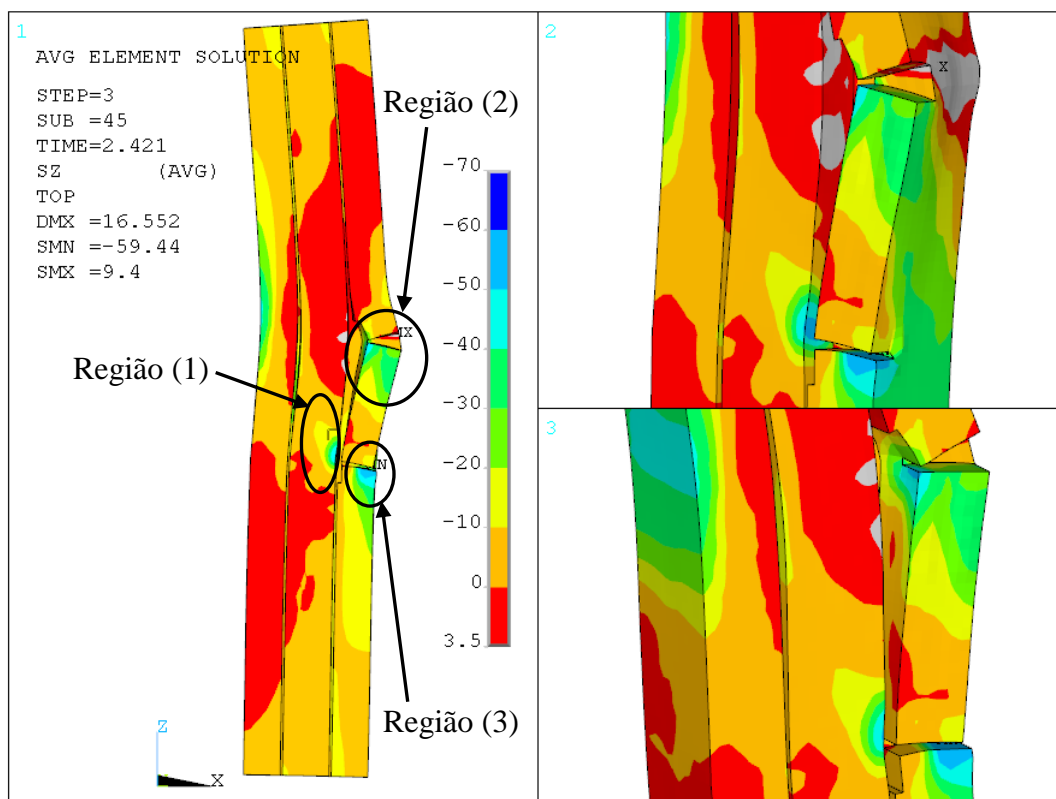 1
AVG ELEMENT SOLUTION
STEP=3
SUB =45
TIME=2.421
SZ (AVG)
TOP
DMX =16.552
SMN =-59.44
SMX =9.4
Região (2)
-70
-60
-50
-40
-30
-20
-10
0
3.5
Região (1)
Região (3)
Z
X
2
X
3